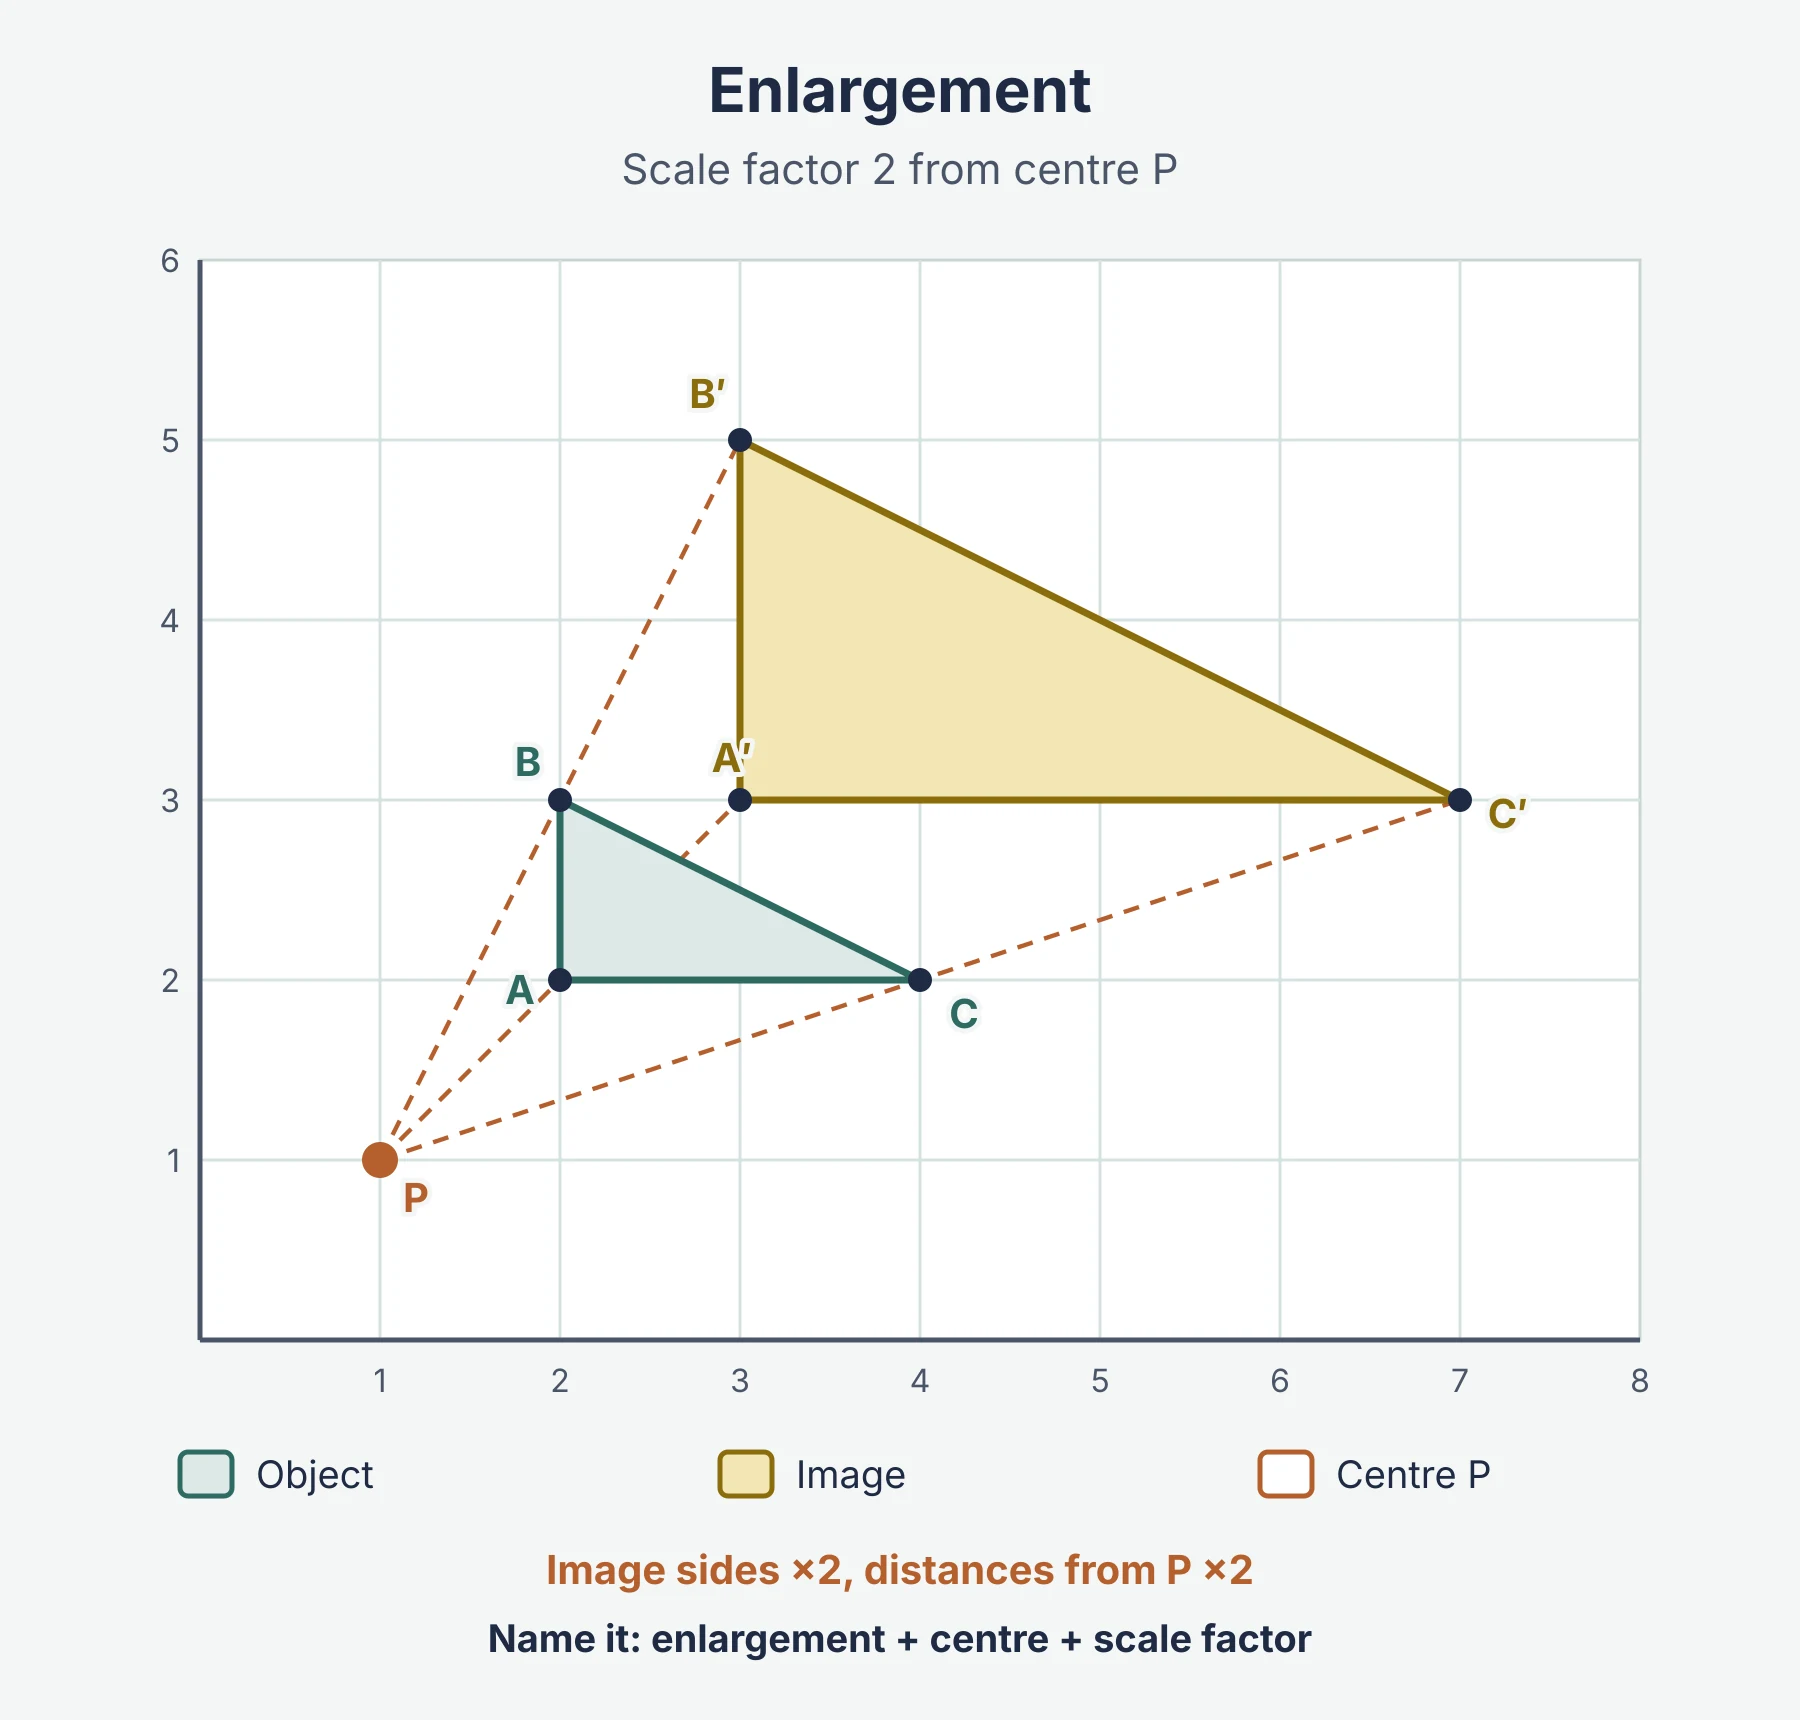 Enlargement
Scale factor 2 from centre P
6
B′
5
4
B
A′
3
C′
A
2
C
1
P
1 2 3 4 5 6 7 8
Object Image Centre P
Image sides ×2, distances from P ×2
Name it: enlargement + centre + scale factor